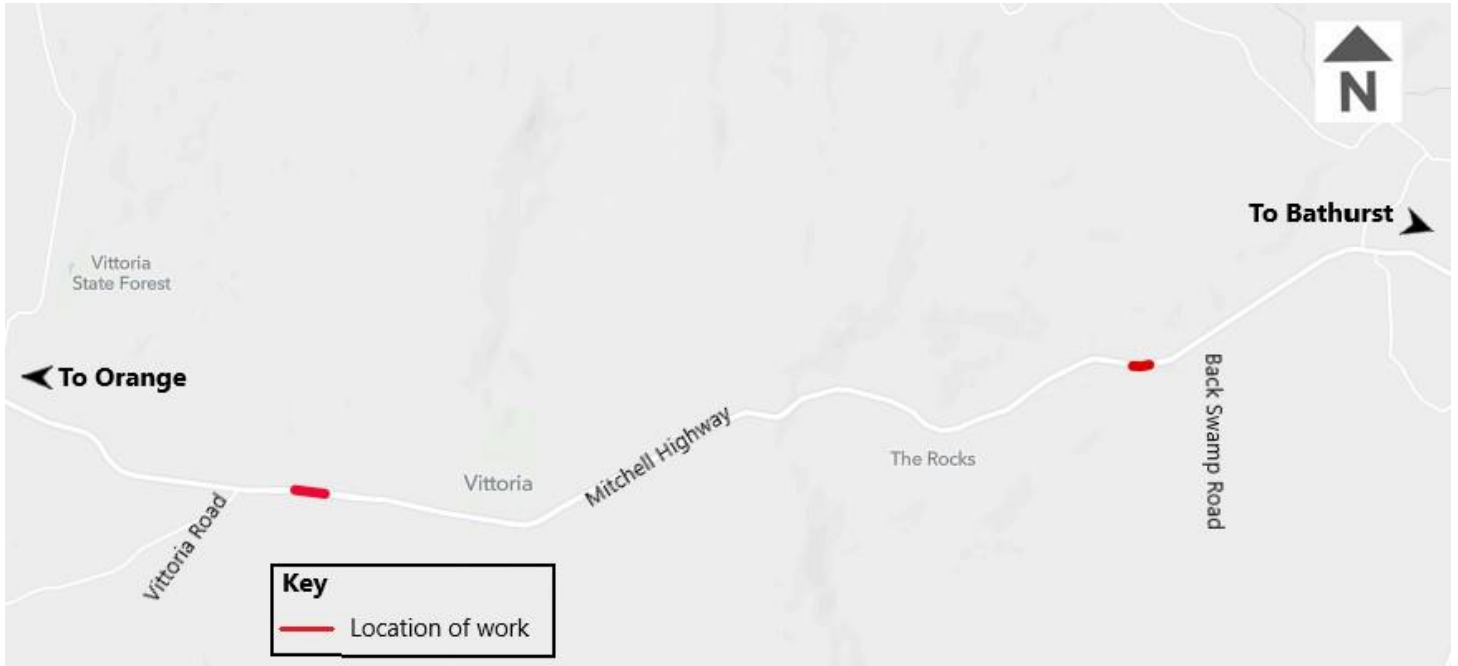 N
To Bathurst
Vittoria
State Forest
To Orange
Back Swamp Road
Mitchell Highway
The Rocks
Vittoria
Vittoria Road
Key
Location of work